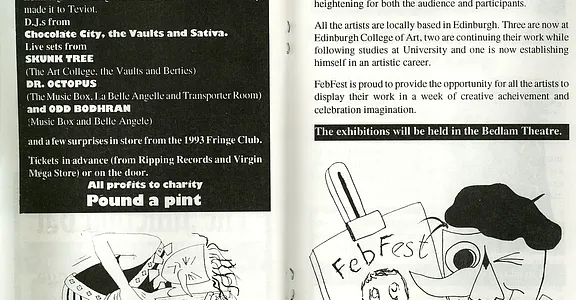 made it to Teviot.
D.J.s from
Chocolate City, the Vaults and Sativa.
Live sets from
SKUNK TREE
(The Art College, the Vaults and Berties)
DR. OCTOPUS
(The Music Box, La Belle Angelle and Transporter Room)
and ODD BODHRAN
(Music Box and Belle Angele)
and a few surprises in store from the 1993 Fringe Club.
Tickets in advance (from Ripping Records and Virgin
Mega Store) or on the door.
All profits to charity
Pound a pint
heightening for both the audience and participants.
All the artists are locally based in Edinburgh. Three are now at
Edinburgh College of Art, two are continuing their work while
following studies at University and one is now establishing
himself in an artistic career.
FebFest is proud to provide the opportunity for all the artists to
display their work in a week of creative acheivement and
celebration imagination.
The exhibitions will be held in the Bedlam Theatre.
FebFest